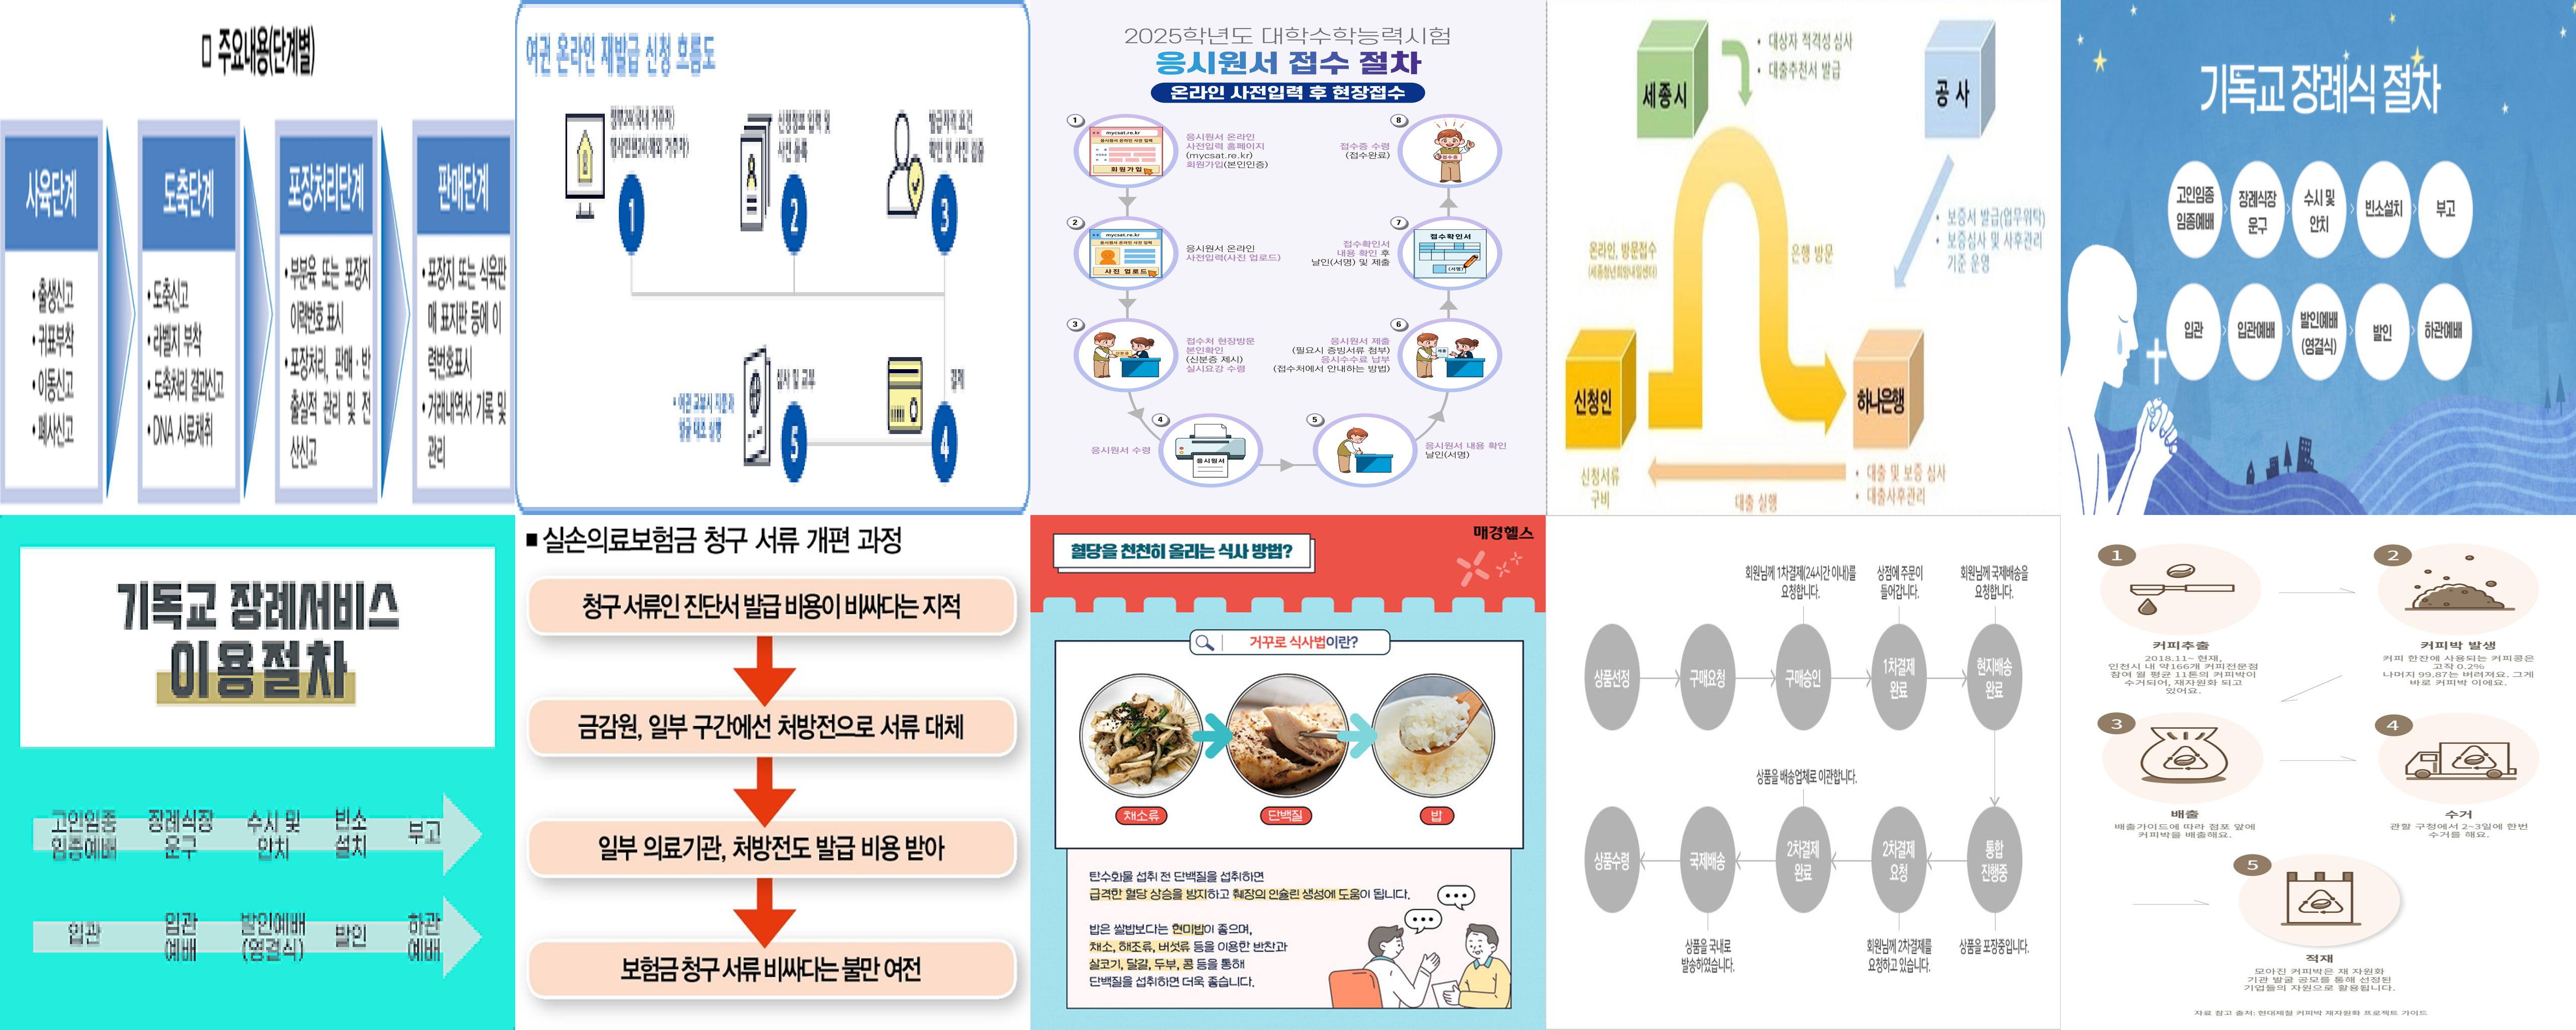 □ 주요내용(단계별)
사육단계
• 출생신고
• 귀표부착
• 이동신고
• 폐사신고
도축단계
• 도축신고
• 라벨지 부착
• 도축처리 결과신고
• DNA 시료채취
포장처리단계
• 부분육 또는 포장지
이력번호 표시
• 포장처리, 판매·반
출실적 관리 및 전
산신고
판매단계
• 포장지 또는 식육판
매 표지판 등에 이
력번호표시
• 거래내역서 기록 및
관리
여권 온라인 재발급 신청 흐름도
1
2
3
4
5
2025학년도 대학수학능력시험
응시원서 접수 절차
온라인 사전입력 후 현장접수
1
mycsat.re.kr
응시원서 온라인 사전 입력
회원가입
응시원서 온라인
사전입력 홈페이지
(mycsat.re.kr)
회원가입(본인인증)
2
mycsat.re.kr
응시원서 온라인 사전 입력
사진 업로드
응시원서 온라인
사전입력(사진 업로드)
3
접수처 현장방문
본인확인
(신분증 제시)
실시요강 수령
4
응시원서
응시원서 수령
5
응시원서 내용 확인
날인(서명)
6
응시원서 제출
(필요시 증빙서류 첨부)
응시수수료 납부
(접수처에서 안내하는 방법)
7
접수확인서
(서명)
접수확인서
내용 확인 후
날인(서명) 및 제출
8
접수증
접수증 수령
(접수완료)
세종시
• 대상자 적격성 심사
• 대출추천서 발급
공 사
• 보증서 발급(업무위탁)
• 보증심사 및 사후관리
기준 운영
온라인, 방문접수
(세종청년희망내일센터)
은행 방문
신청인
하나은행
신청서류
구비
대출 실행
• 대출 및 보증 심사
• 대출사후관리
기독교 장례식 절차
고인임종
임종예배
장례식장
운구
수시 및
안치
빈소설치
부고
입관
입관예배
발인예배
(영결식)
발인
하관예배
기독교 장례서비스
이용절차
고인임종
임종예배
장례식장
운구
수시 및
안치
빈소
설치
부고
입관
입관
예배
발인예배
(영결식)
발인
하관
예배
■ 실손의료보험금 청구 서류 개편 과정
청구 서류인 진단서 발급 비용이 비싸다는 지적
금감원, 일부 구간에선 처방전으로 서류 대체
일부 의료기관, 처방전도 발급 비용 받아
보험금 청구 서류 비싸다는 불만 여전
매경헬스
혈당을 천천히 올리는 식사 방법?
거꾸로 식사법이란?
채소류
단백질
밥
탄수화물 섭취 전 단백질을 섭취하면
급격한 혈당 상승을 방지하고 췌장의 인슐린 생성에 도움이 됩니다.
밥은 쌀밥보다는 현미밥이 좋으며,
채소, 해조류, 버섯류 등을 이용한 반찬과
살코기, 달걀, 두부, 콩 등을 통해
단백질을 섭취하면 더욱 좋습니다.
회원님께 1차결제(24시간 이내)를
요청합니다.
상점에 주문이
들어갑니다.
회원님께 국제배송을
요청합니다.
상품선정
구매요청
구매승인
1차결제
완료
현지배송
완료
상품을 배송업체로 이관합니다.
상품수령
국제배송
2차결제
완료
2차결제
요청
통합
진행중
상품을 국내로
발송하였습니다.
회원님께 2차결제를
요청하고 있습니다.
상품을 포장중입니다.
1
커피추출
2018.11~ 현재,
인천시 내 약166개 커피전문점
참여 월 평균 11톤의 커피박이
수거되어, 재자원화 되고
있어요.
2
커피박 발생
커피 한잔에 사용되는 커피콩은
고작 0.2%
나머지 99.87는 버려져요. 그게
바로 커피박 이에요.
3
배출
배출가이드에 따라 점포 앞에
커피박을 배출해요.
4
수거
관할 구청에서 2~3일에 한번
수거를 해요.
5
적재
모아진 커피박은 재 자원화
기관 발굴 공모를 통해 선정된
기업들의 자원으로 활용됩니다.
자료 참고 출처: 현대제철 커피박 재자원화 프로젝트 가이드